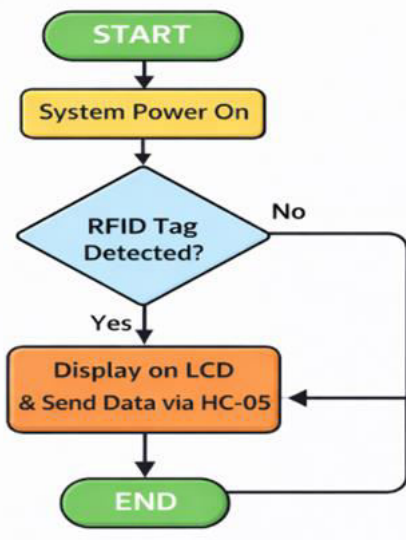 START
System Power On
RFID Tag
Detected?
No
Yes
Display on LCD
& Send Data via HC-05
END